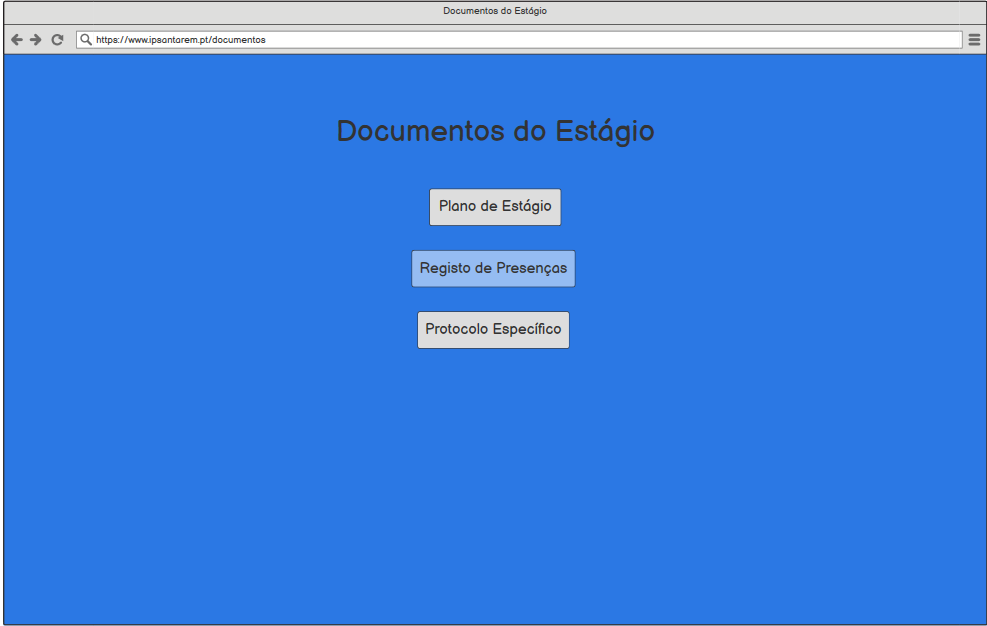 Documentos do Estágio
https://www.ipsantarem.pt/documentos
Documentos do Estágio
Plano de Estágio
Registo de Presenças
Protocolo Específico